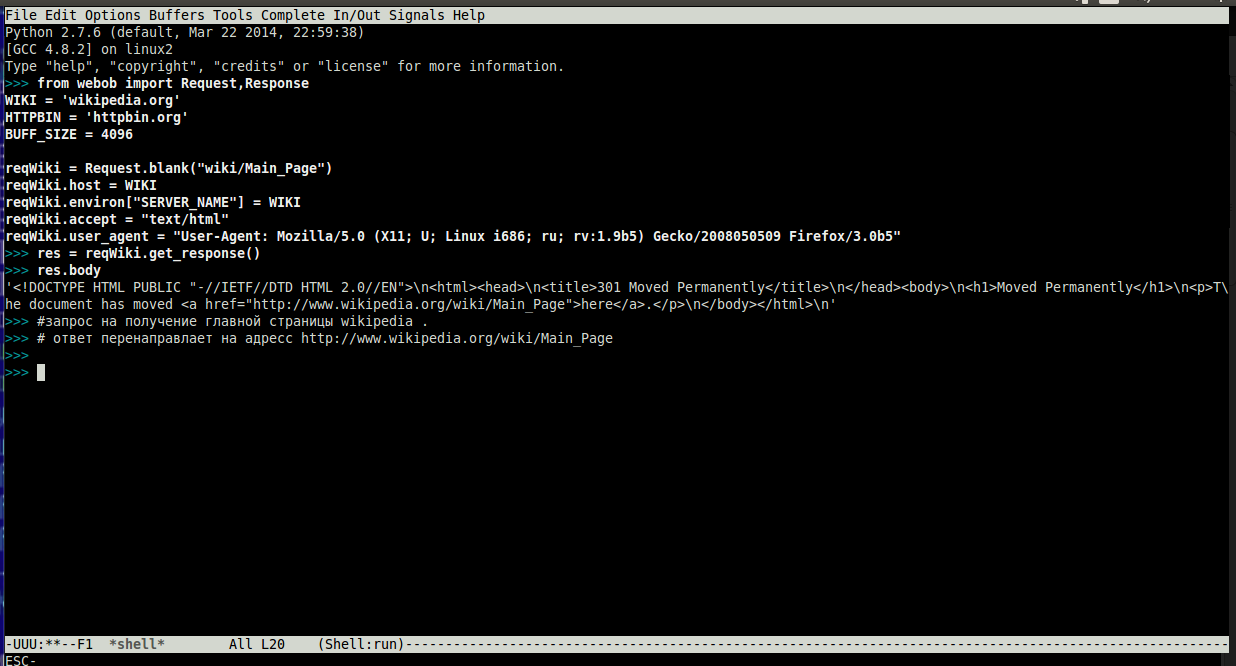 File Edit Options Buffers Tools Complete In/Out Signals Help
Python 2.7.6 (default, Mar 22 2014, 22:59:38)
[GCC 4.8.2] on linux2
Type "help", "copyright", "credits" or "license" for more information.
>>> from webob import Request,Response
WIKI = 'wikipedia.org'
HTTPBIN = 'httpbin.org'
BUFF_SIZE = 4096
reqWiki = Request.blank("wiki/Main_Page")
reqWiki.host = WIKI
reqWiki.environ["SERVER_NAME"] = WIKI
reqWiki.accept = "text/html"
reqWiki.user_agent = "User-Agent: Mozilla/5.0 (X11; U; Linux i686; ru; rv:1.9b5) Gecko/2008050509 Firefox/3.0b5"
>>> res = reqWiki.get_response()
>>> res.body
'<!DOCTYPE HTML PUBLIC "-//IETF//DTD HTML 2.0//EN">\n<html><head>\n<title>301 Moved Permanently</title>\n</head><body>\n<h1>Moved Permanently</h1>\n<p>T\
he document has moved <a href="http://www.wikipedia.org/wiki/Main_Page">here</a>.</p>\n</body></html>\n'
>>> #запрос на получение главной страницы wikipedia .
>>> # ответ перенаправлает на адресс http://www.wikipedia.org/wiki/Main_Page
>>>
>>>
-UUU:**--F1  *shell*        All L20    (Shell:run)-------------------------------------------------------------------------------------------------------
ESC-